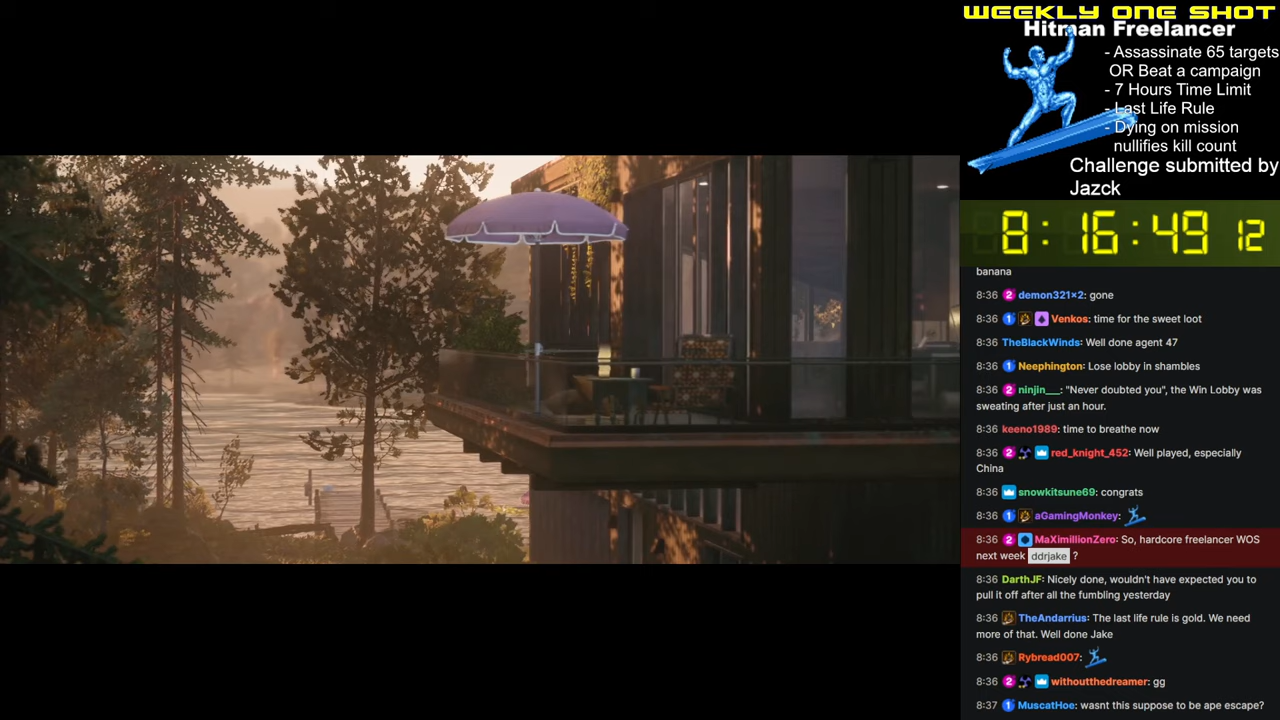 WEEKLY ONE SHOT
Hitman Freelancer
- Assassinate 65 targets
OR Beat a campaign
- 7 Hours Time Limit
- Last Life Rule
- Dying on mission
nullifies kill count
Challenge submitted by
Jazck
8:16:49 12
banana
8:36 2 demon321×2: gone
8:36 1 Venkos: time for the sweet loot
8:36 TheBlackWinds: Well done agent 47
8:36 1 Neephington: Lose lobby in shambles
8:36 2 ninjin___: "Never doubted you", the Win Lobby was
sweating after just an hour.
8:36 keeno1989: time to breathe now
8:36 2 red_knight_452: Well played, especially
China
8:36 snowkitsune69: congrats
8:36 1 aGamingMonkey:
8:36 2 MaXimillionZero: So, hardcore freelancer WOS
next week ddrjake ?
8:36 DarthJF: Nicely done, wouldn't have expected you to
pull it off after all the fumbling yesterday
8:36 TheAndarrius: The last life rule is gold. We need
more of that. Well done Jake
8:36 Rybread007:
8:36 2 withoutthedreamer: gg
8:37 1 MuscatHoe: wasnt this suppose to be ape escape?